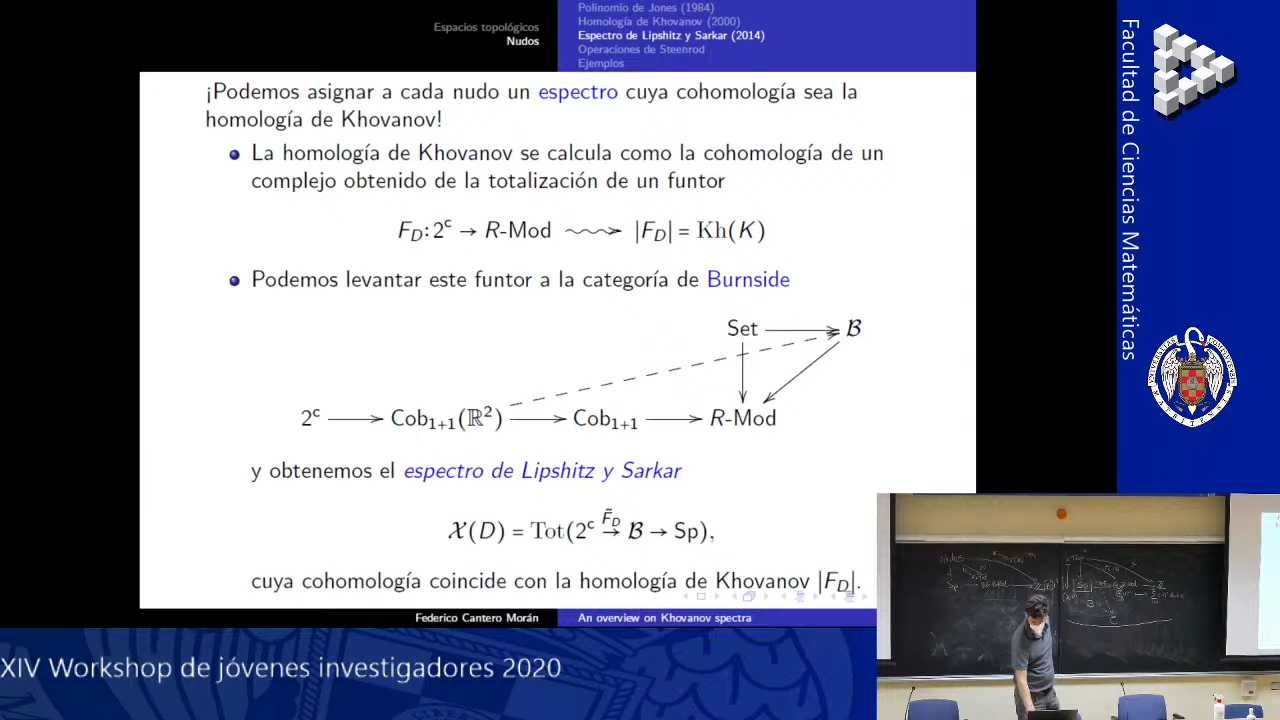 Espacios topológicos
Nudos
Polinomio de Jones (1984)
Homología de Khovanov (2000)
Espectro de Lipshitz y Sarkar (2014)
Operaciones de Steenrod
Ejemplos
¡Podemos asignar a cada nudo un espectro cuya cohomología sea la
homología de Khovanov!
La homología de Khovanov se calcula como la cohomología de un
complejo obtenido de la totalización de un funtor
F_D : 2^c → R-Mod ⇝ |F_D| = Kh(K)
Podemos levantar este funtor a la categoría de Burnside
Set → ℬ
2^c → Cob_{1+1}(ℝ^2) → Cob_{1+1} → R-Mod
y obtenemos el espectro de Lipshitz y Sarkar
𝒳(D) = Tot(2^c \xrightarrow{F̃_D} ℬ → Sp),
cuya cohomología coincide con la homología de Khovanov |F_D|.
Federico Cantero Morán
An overview on Khovanov spectra
XIV Workshop de jóvenes investigadores 2020
Facultad de Ciencias Matemáticas